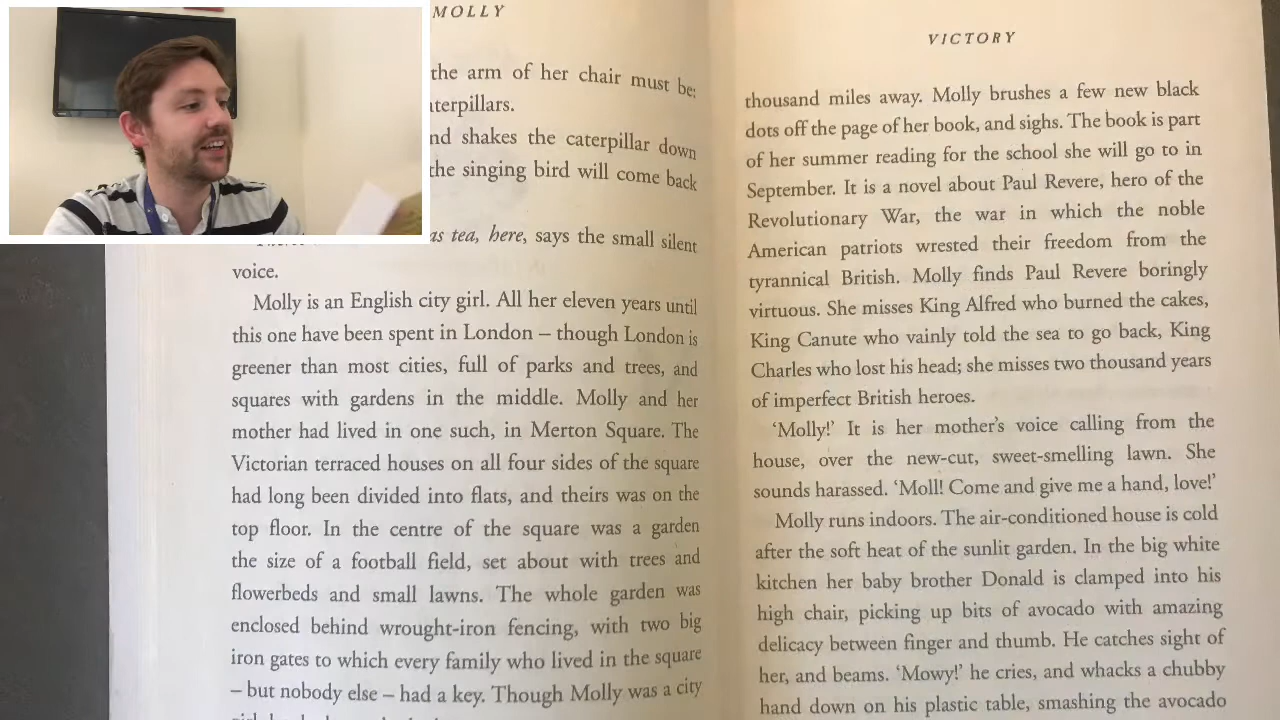 MOLLY
the arm of her chair must be;
terpillars.
nd shakes the caterpillar down
the singing bird will come back
as tea, here, says the small silent
voice.
Molly is an English city girl. All her eleven years until
this one have been spent in London – though London is
greener than most cities, full of parks and trees, and
squares with gardens in the middle. Molly and her
mother had lived in one such, in Merton Square. The
Victorian terraced houses on all four sides of the square
had long been divided into flats, and theirs was on the
top floor. In the centre of the square was a garden
the size of a football field, set about with trees and
flowerbeds and small lawns. The whole garden was
enclosed behind wrought-iron fencing, with two big
iron gates to which every family who lived in the square
– but nobody else – had a key. Though Molly was a city
VICTORY
thousand miles away. Molly brushes a few new black
dots off the page of her book, and sighs. The book is part
of her summer reading for the school she will go to in
September. It is a novel about Paul Revere, hero of the
Revolutionary War, the war in which the noble
American patriots wrested their freedom from the
tyrannical British. Molly finds Paul Revere boringly
virtuous. She misses King Alfred who burned the cakes,
King Canute who vainly told the sea to go back, King
Charles who lost his head; she misses two thousand years
of imperfect British heroes.
‘Molly!’ It is her mother’s voice calling from the
house, over the new-cut, sweet-smelling lawn. She
sounds harassed. ‘Moll! Come and give me a hand, love!’
Molly runs indoors. The air-conditioned house is cold
after the soft heat of the sunlit garden. In the big white
kitchen her baby brother Donald is clamped into his
high chair, picking up bits of avocado with amazing
delicacy between finger and thumb. He catches sight of
her, and beams. ‘Mowy!’ he cries, and whacks a chubby
hand down on his plastic table, smashing the avocado